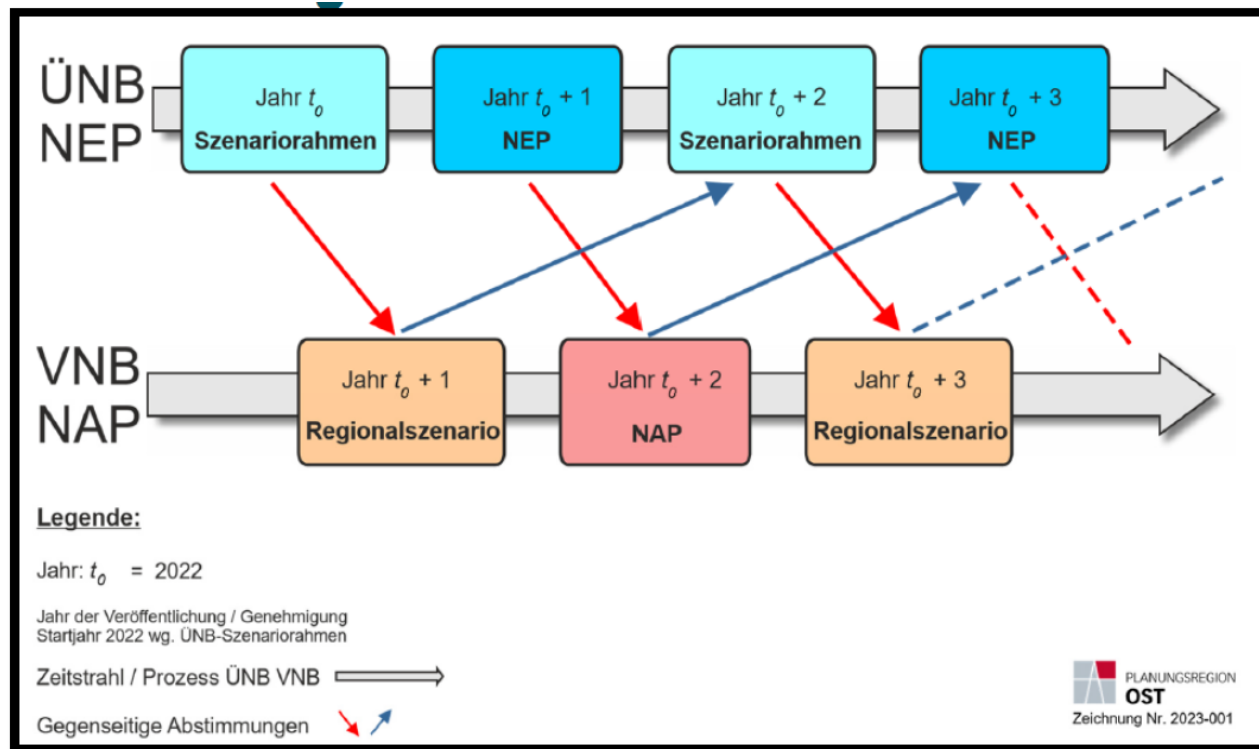 ÜNB
NEP
Jahr t₀
Szenariorahmen
Jahr t₀ + 1
NEP
Jahr t₀ + 2
Szenariorahmen
Jahr t₀ + 3
NEP
VNB
NAP
Jahr t₀ + 1
Regionalszenario
Jahr t₀ + 2
NAP
Jahr t₀ + 3
Regionalszenario
Legende:
Jahr: t₀ = 2022
Jahr der Veröffentlichung / Genehmigung
Startjahr 2022 wg. ÜNB-Szenariorahmen
Zeitstrahl / Prozess ÜNB VNB
Gegenseitige Abstimmungen
PLANUNGSREGION
OST
Zeichnung Nr. 2023-001